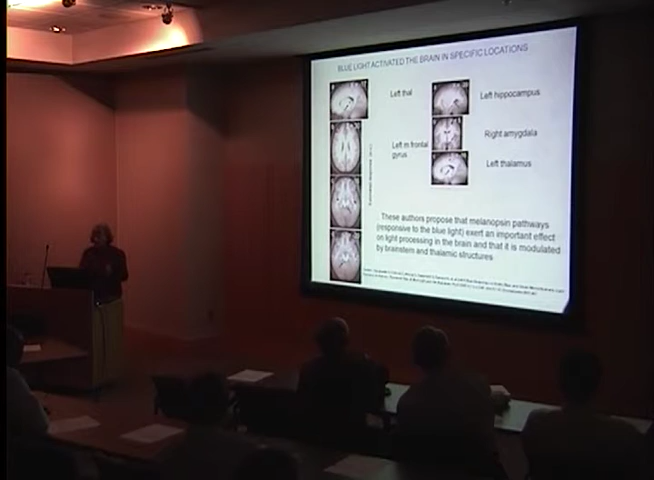 BLUE LIGHT ACTIVATED THE BRAIN IN SPECIFIC LOCATIONS
Left thal
Left m frontal
gyrus
Left hippocampus
Right amygdala
Left thalamus
These authors propose that melanopsin pathways
(responsive to the blue light) exert an important effect
on light processing in the brain and that it is modulated
by brainstem and thalamic structures